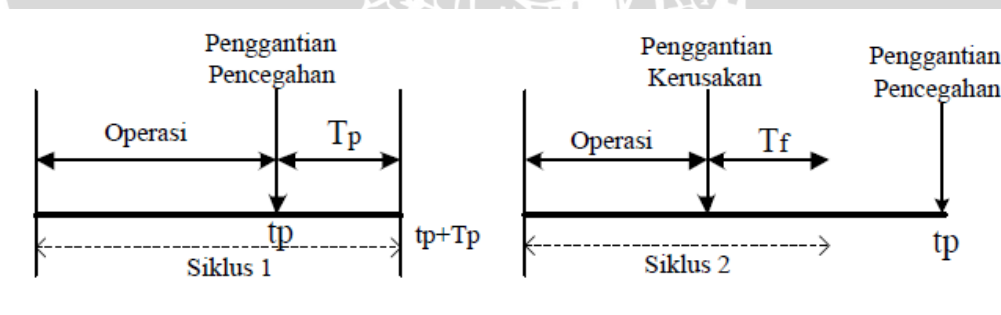 Penggantian
Pencegahan
Operasi
Tp
tp
tp+Tp
Siklus 1
Penggantian
Kerusakan
Penggantian
Pencegahan
Operasi
Tf
tp
Siklus 2